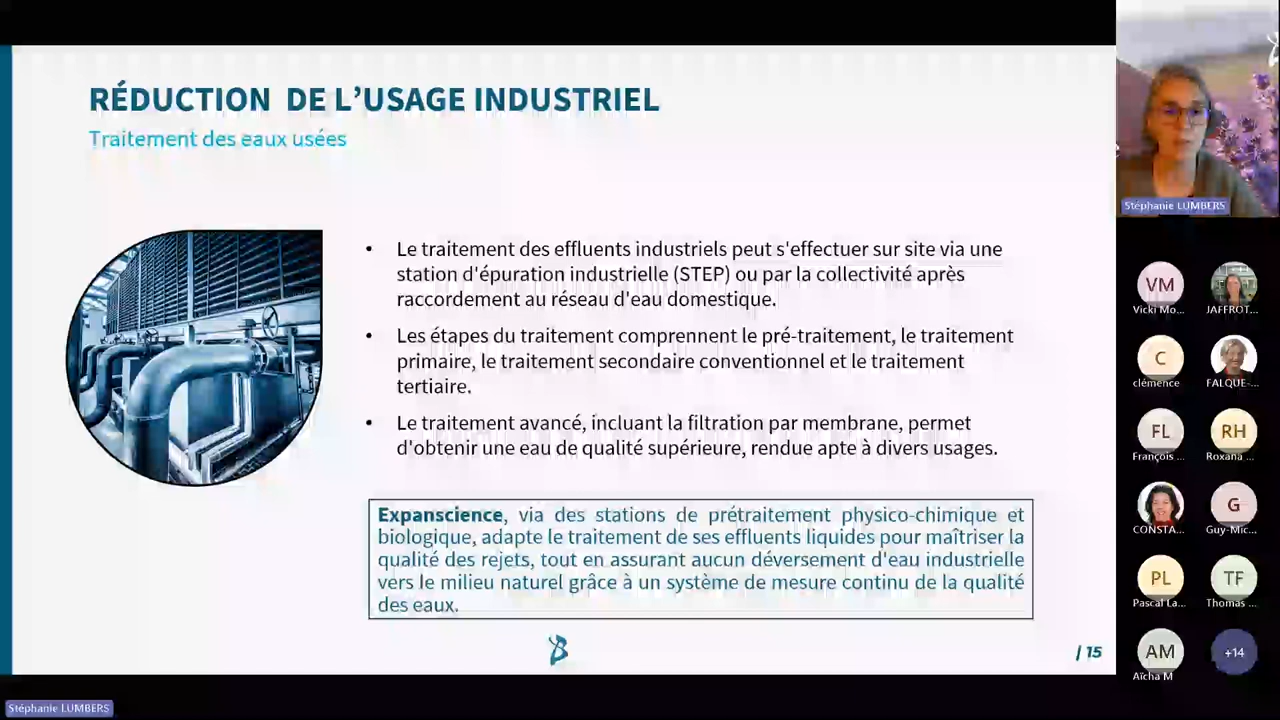 RÉDUCTION DE L'USAGE INDUSTRIEL
Traitement des eaux usées
• Le traitement des effluents industriels peut s'effectuer sur site via une
station d'épuration industrielle (STEP) ou par la collectivité après
raccordement au réseau d'eau domestique.
• Les étapes du traitement comprennent le pré-traitement, le traitement
primaire, le traitement secondaire conventionnel et le traitement
tertiaire.
• Le traitement avancé, incluant la filtration par membrane, permet
d'obtenir une eau de qualité supérieure, rendue apte à divers usages.
Expanscience, via des stations de prétraitement physico-chimique et
biologique, adapte le traitement de ses effluents liquides pour maîtriser la
qualité des rejets, tout en assurant aucun déversement d'eau industrielle
vers le milieu naturel grâce à un système de mesure continu de la qualité
des eaux.
/ 15
Stéphanie LUMBERS
Stéphanie LUMBERS
VM
Vicki Mo...
JAFFROT...
C
clémence
FALQUE-...
FL
François ...
RH
Roxana ...
CONSTA...
G
Guy-Mic...
PL
Pascal La...
TF
Thomas ...
AM
Aïcha M
+14